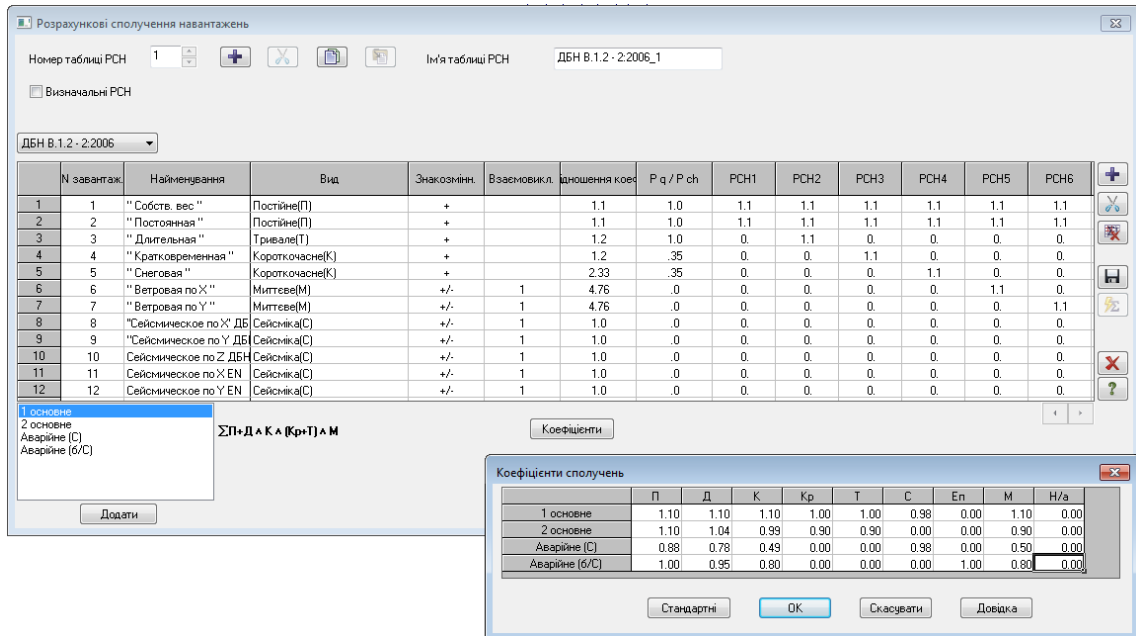 Розрахункові сполучення навантажень
Номер таблиці РСН 1 Ім'я таблиці РСН ДБН В.1.2 - 2:2006_1
Визначальні РСН
ДБН В.1.2 - 2:2006
N завантаж. Найменування Вид Знакозмінн. Взаємовикл. ідношення коеф P q / P ch РСН1 РСН2 РСН3 РСН4 РСН5 РСН6
1 1 " Собств. вес " Постійне(П) + 1.1 1.0 1.1 1.1 1.1 1.1 1.1 1.1
2 2 " Постоянная " Постійне(П) + 1.1 1.0 1.1 1.1 1.1 1.1 1.1 1.1
3 3 " Длительная " Тривале(Т) + 1.2 1.0 0. 1.1 0. 0. 0. 0.
4 4 " Кратковременная " Короткочасне(К) + 1.2 .35 0. 0. 1.1 0. 0. 0.
5 5 " Снеговая " Короткочасне(К) + 2.33 .35 0. 0. 0. 1.1 0. 0.
6 6 " Ветровая по X " Миттєве(М) +/- 1 4.76 .0 0. 0. 0. 0. 1.1 0.
7 7 " Ветровая по Y " Миттєве(М) +/- 1 4.76 .0 0. 0. 0. 0. 0. 1.1
8 8 "Сейсмическое по X" ДБ Сейсміка(С) +/- 1 1.0 .0 0. 0. 0. 0. 0. 0.
9 9 "Сейсмическое по Y ДБ Сейсміка(С) +/- 1 1.0 .0 0. 0. 0. 0. 0. 0.
10 10 Сейсмическое по Z ДБН Сейсміка(С) +/- 1 1.0 .0 0. 0. 0. 0. 0. 0.
11 11 Сейсмическое по X EN Сейсміка(С) +/- 1 1.0 .0 0. 0. 0. 0. 0. 0.
12 12 Сейсмическое по Y EN Сейсміка(С) +/- 1 1.0 .0 0. 0. 0. 0. 0. 0.
1 основне
2 основне
Аварійне (С)
Аварійне (б/С)
∑П+Д ∧ К ∧ (Кр+Т) ∧ М
Коефіцієнти
Додати
Коефіцієнти сполучень
П Д К Кр Т С Еп М Н/а
1 основне 1.10 1.10 1.10 1.00 1.00 0.98 0.00 1.10 0.00
2 основне 1.10 1.04 0.99 0.90 0.90 0.00 0.00 0.90 0.00
Аварійне (С) 0.88 0.78 0.49 0.00 0.00 0.98 0.00 0.50 0.00
Аварійне (б/С) 1.00 0.95 0.80 0.00 0.00 0.00 1.00 0.80 0.00
Стандартні ОК Скасувати Довідка